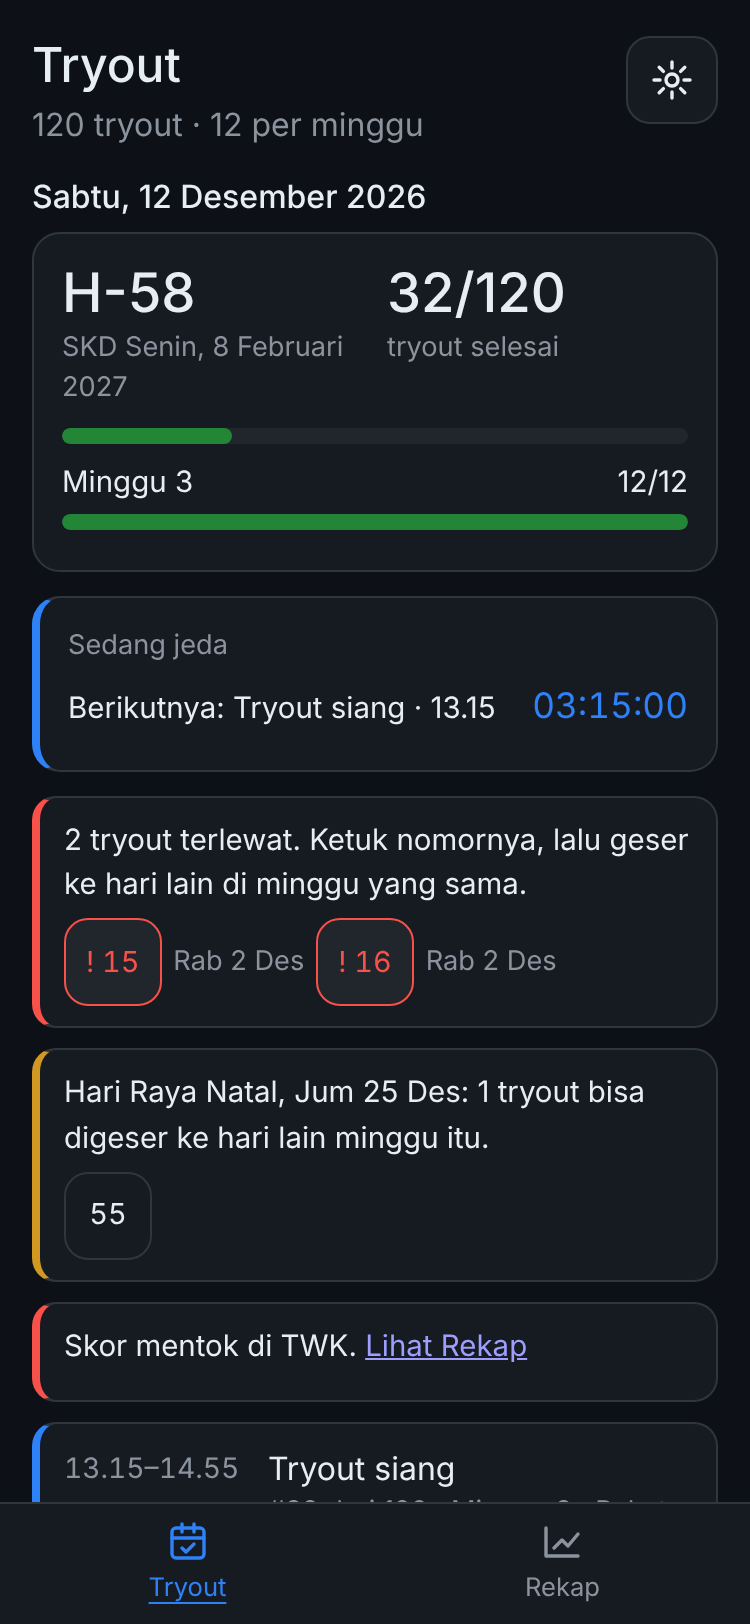 Tryout
120 tryout · 12 per minggu
Sabtu, 12 Desember 2026
H-58
32/120
SKD Senin, 8 Februari
2027
tryout selesai
Minggu 3
12/12
Sedang jeda
Berikutnya: Tryout siang · 13.15
03:15:00
2 tryout terlewat. Ketuk nomornya, lalu geser
ke hari lain di minggu yang sama.
! 15 Rab 2 Des ! 16 Rab 2 Des
Hari Raya Natal, Jum 25 Des: 1 tryout bisa
digeser ke hari lain minggu itu.
55
Skor mentok di TWK. Lihat Rekap
13.15–14.55 Tryout siang
Tryout
Rekap